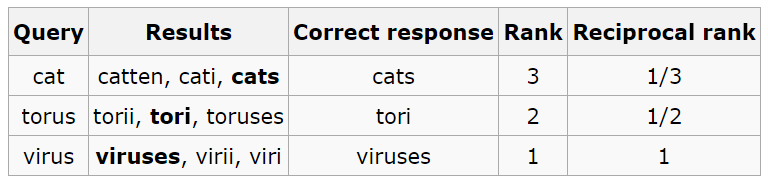 Query Results Correct response Rank Reciprocal rank
cat catten, cati, cats cats 3 1/3
torus torii, tori, toruses tori 2 1/2
virus viruses, virii, viri viruses 1 1